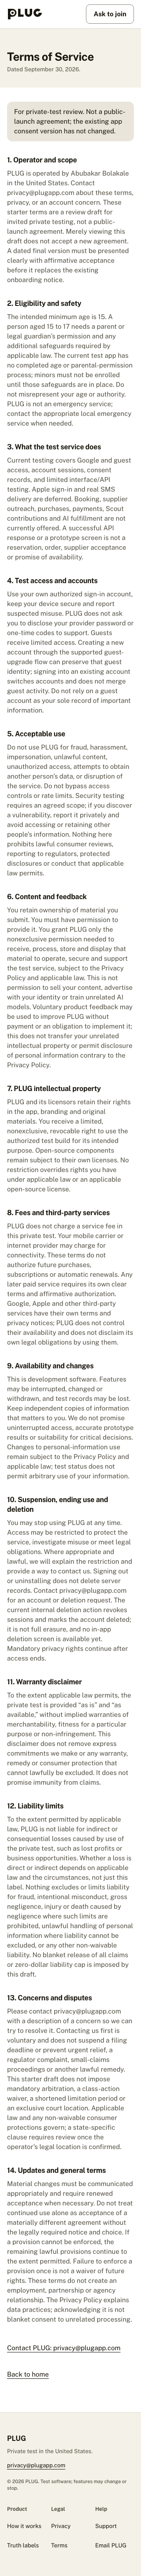 PLUG
Ask to join
Terms of Service
Dated September 30, 2026.
For private-test review. Not a public-
launch agreement; the existing app
consent version has not changed.
1. Operator and scope
PLUG is operated by Abubakar Bolakale
in the United States. Contact
privacy@plugapp.com about these terms,
privacy, or an account concern. These
starter terms are a review draft for
invited private testing, not a public-
launch agreement. Merely viewing this
draft does not accept a new agreement.
A dated final version must be presented
clearly with affirmative acceptance
before it replaces the existing
onboarding notice.
2. Eligibility and safety
The intended minimum age is 15. A
person aged 15 to 17 needs a parent or
legal guardian's permission and any
additional safeguards required by
applicable law. The current test app has
no completed age or parental-permission
process; minors must not be enrolled
until those safeguards are in place. Do
not misrepresent your age or authority.
PLUG is not an emergency service;
contact the appropriate local emergency
service when needed.
3. What the test service does
Current testing covers Google and guest
access, account sessions, consent
records, and limited interface/API
testing. Apple sign-in and real SMS
delivery are deferred. Booking, supplier
outreach, purchases, payments, Scout
contributions and AI fulfillment are not
currently offered. A successful API
response or a prototype screen is not a
reservation, order, supplier acceptance
or promise of availability.
4. Test access and accounts
Use your own authorized sign-in account,
keep your device secure and report
suspected misuse. PLUG does not ask
you to disclose your provider password or
one-time codes to support. Guests
receive limited access. Creating a new
account through the supported guest-
upgrade flow can preserve that guest
identity; signing into an existing account
switches accounts and does not merge
guest activity. Do not rely on a guest
account as your sole record of important
information.
5. Acceptable use
Do not use PLUG for fraud, harassment,
impersonation, unlawful content,
unauthorized access, attempts to obtain
another person's data, or disruption of
the service. Do not bypass access
controls or rate limits. Security testing
requires an agreed scope; if you discover
a vulnerability, report it privately and
avoid accessing or retaining other
people's information. Nothing here
prohibits lawful consumer reviews,
reporting to regulators, protected
disclosures or conduct that applicable
law permits.
6. Content and feedback
You retain ownership of material you
submit. You must have permission to
provide it. You grant PLUG only the
nonexclusive permission needed to
receive, process, store and display that
material to operate, secure and support
the test service, subject to the Privacy
Policy and applicable law. This is not
permission to sell your content, advertise
with your identity or train unrelated AI
models. Voluntary product feedback may
be used to improve PLUG without
payment or an obligation to implement it;
this does not transfer your unrelated
intellectual property or permit disclosure
of personal information contrary to the
Privacy Policy.
7. PLUG intellectual property
PLUG and its licensors retain their rights
in the app, branding and original
materials. You receive a limited,
nonexclusive, revocable right to use the
authorized test build for its intended
purpose. Open-source components
remain subject to their own licenses. No
restriction overrides rights you have
under applicable law or an applicable
open-source license.
8. Fees and third-party services
PLUG does not charge a service fee in
this private test. Your mobile carrier or
internet provider may charge for
connectivity. These terms do not
authorize future purchases,
subscriptions or automatic renewals. Any
later paid service requires its own clear
terms and affirmative authorization.
Google, Apple and other third-party
services have their own terms and
privacy notices; PLUG does not control
their availability and does not disclaim its
own legal obligations by using them.
9. Availability and changes
This is development software. Features
may be interrupted, changed or
withdrawn, and test records may be lost.
Keep independent copies of information
that matters to you. We do not promise
uninterrupted access, accurate prototype
results or suitability for critical decisions.
Changes to personal-information use
remain subject to the Privacy Policy and
applicable law; test status does not
permit arbitrary use of your information.
10. Suspension, ending use and
deletion
You may stop using PLUG at any time.
Access may be restricted to protect the
service, investigate misuse or meet legal
obligations. Where appropriate and
lawful, we will explain the restriction and
provide a way to contact us. Signing out
or uninstalling does not delete server
records. Contact privacy@plugapp.com
for an account or deletion request. The
current internal deletion action revokes
sessions and marks the account deleted;
it is not full erasure, and no in-app
deletion screen is available yet.
Mandatory privacy rights continue after
access ends.
11. Warranty disclaimer
To the extent applicable law permits, the
private test is provided "as is" and "as
available," without implied warranties of
merchantability, fitness for a particular
purpose or non-infringement. This
disclaimer does not remove express
commitments we make or any warranty,
remedy or consumer protection that
cannot lawfully be excluded. It does not
promise immunity from claims.
12. Liability limits
To the extent permitted by applicable
law, PLUG is not liable for indirect or
consequential losses caused by use of
the private test, such as lost profits or
business opportunities. Whether a loss is
direct or indirect depends on applicable
law and the circumstances, not just this
label. Nothing excludes or limits liability
for fraud, intentional misconduct, gross
negligence, injury or death caused by
negligence where such limits are
prohibited, unlawful handling of personal
information where liability cannot be
excluded, or any other non-waivable
liability. No blanket release of all claims
or zero-dollar liability cap is imposed by
this draft.
13. Concerns and disputes
Please contact privacy@plugapp.com
with a description of a concern so we can
try to resolve it. Contacting us first is
voluntary and does not suspend a filing
deadline or prevent urgent relief, a
regulator complaint, small-claims
proceedings or another lawful remedy.
This starter draft does not impose
mandatory arbitration, a class-action
waiver, a shortened limitation period or
an exclusive court location. Applicable
law and non-waivable consumer
protections govern; a state-specific
clause requires review once the
operator's legal location is confirmed.
14. Updates and general terms
Material changes must be communicated
appropriately and require renewed
acceptance when necessary. Do not treat
continued use alone as acceptance of a
materially different agreement without
the legally required notice and choice. If
a provision cannot be enforced, the
remaining lawful provisions continue to
the extent permitted. Failure to enforce a
provision once is not a waiver of future
rights. These terms do not create an
employment, partnership or agency
relationship. The Privacy Policy explains
data practices; acknowledging it is not
blanket consent to unrelated processing.
Contact PLUG: privacy@plugapp.com
Back to home
PLUG
Private test in the United States.
privacy@plugapp.com
© 2026 PLUG. Test software; features may change or
stop.
Product Legal Help
How it works Privacy Support
Truth labels Terms Email PLUG